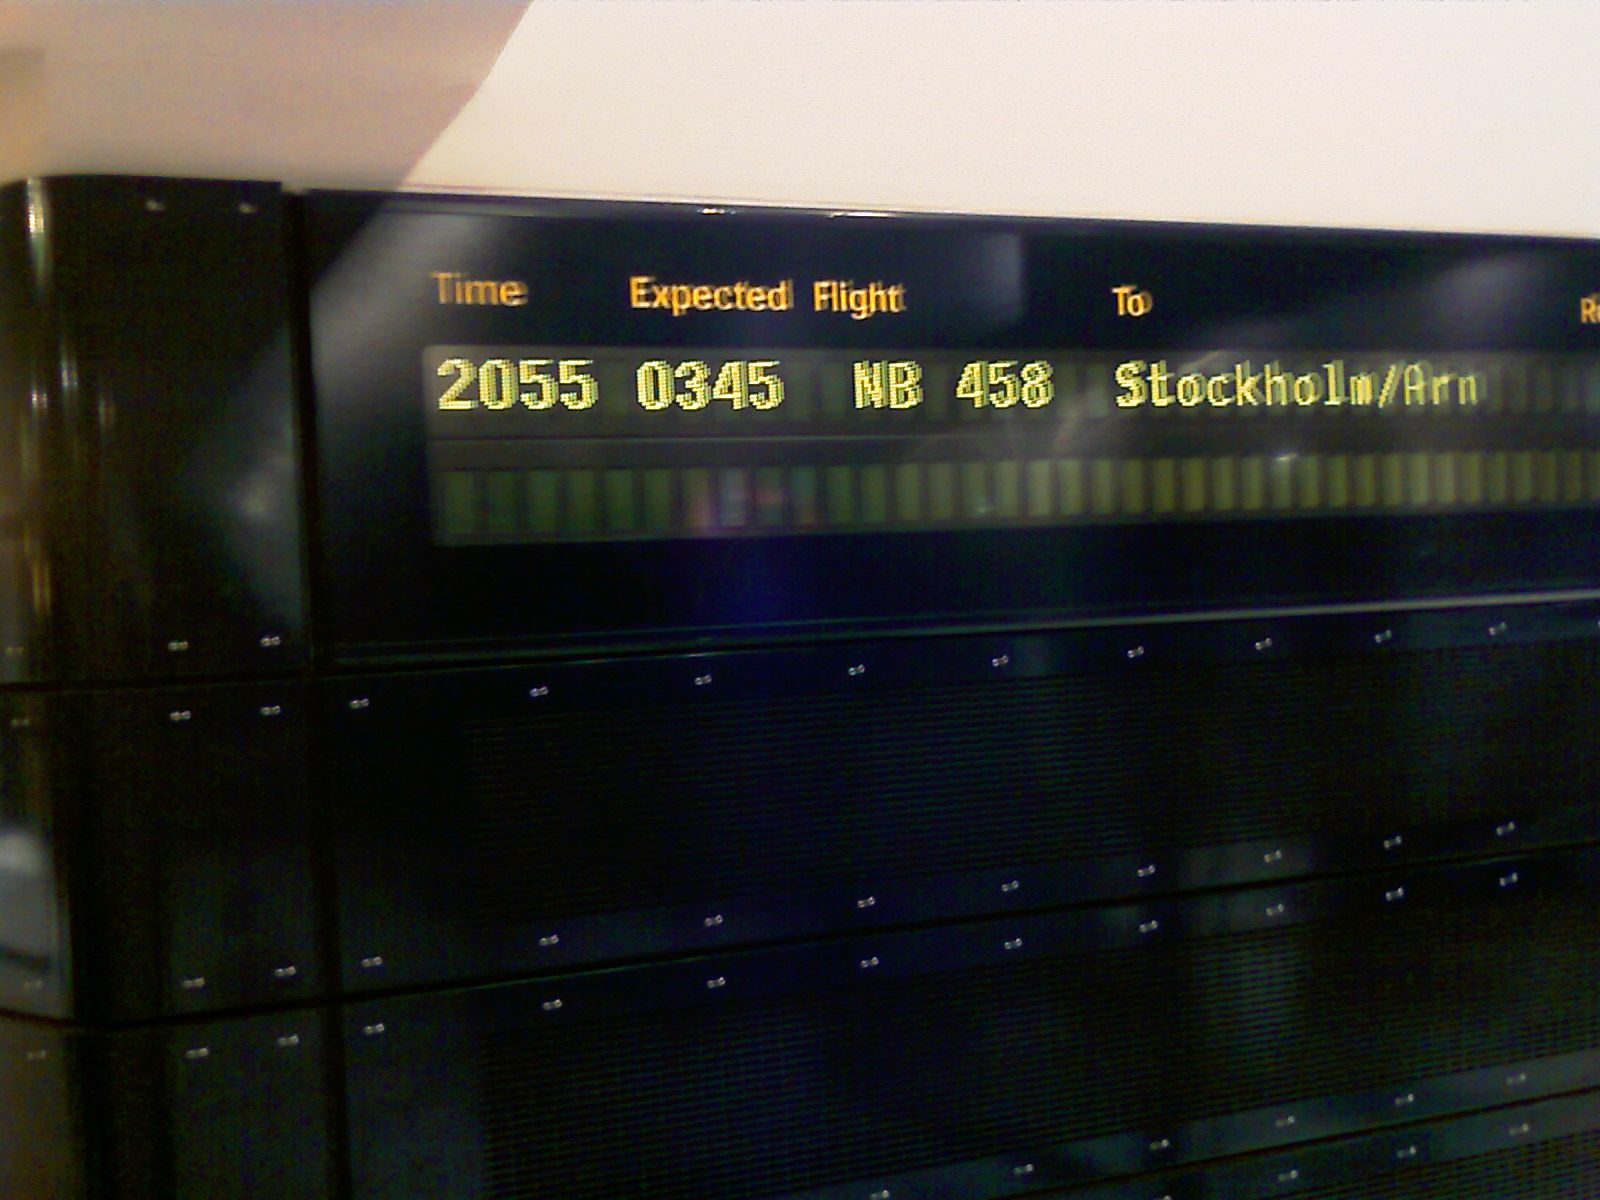 Time Expected Flight To
2055 0345 NB 458 Stockholm/Arn